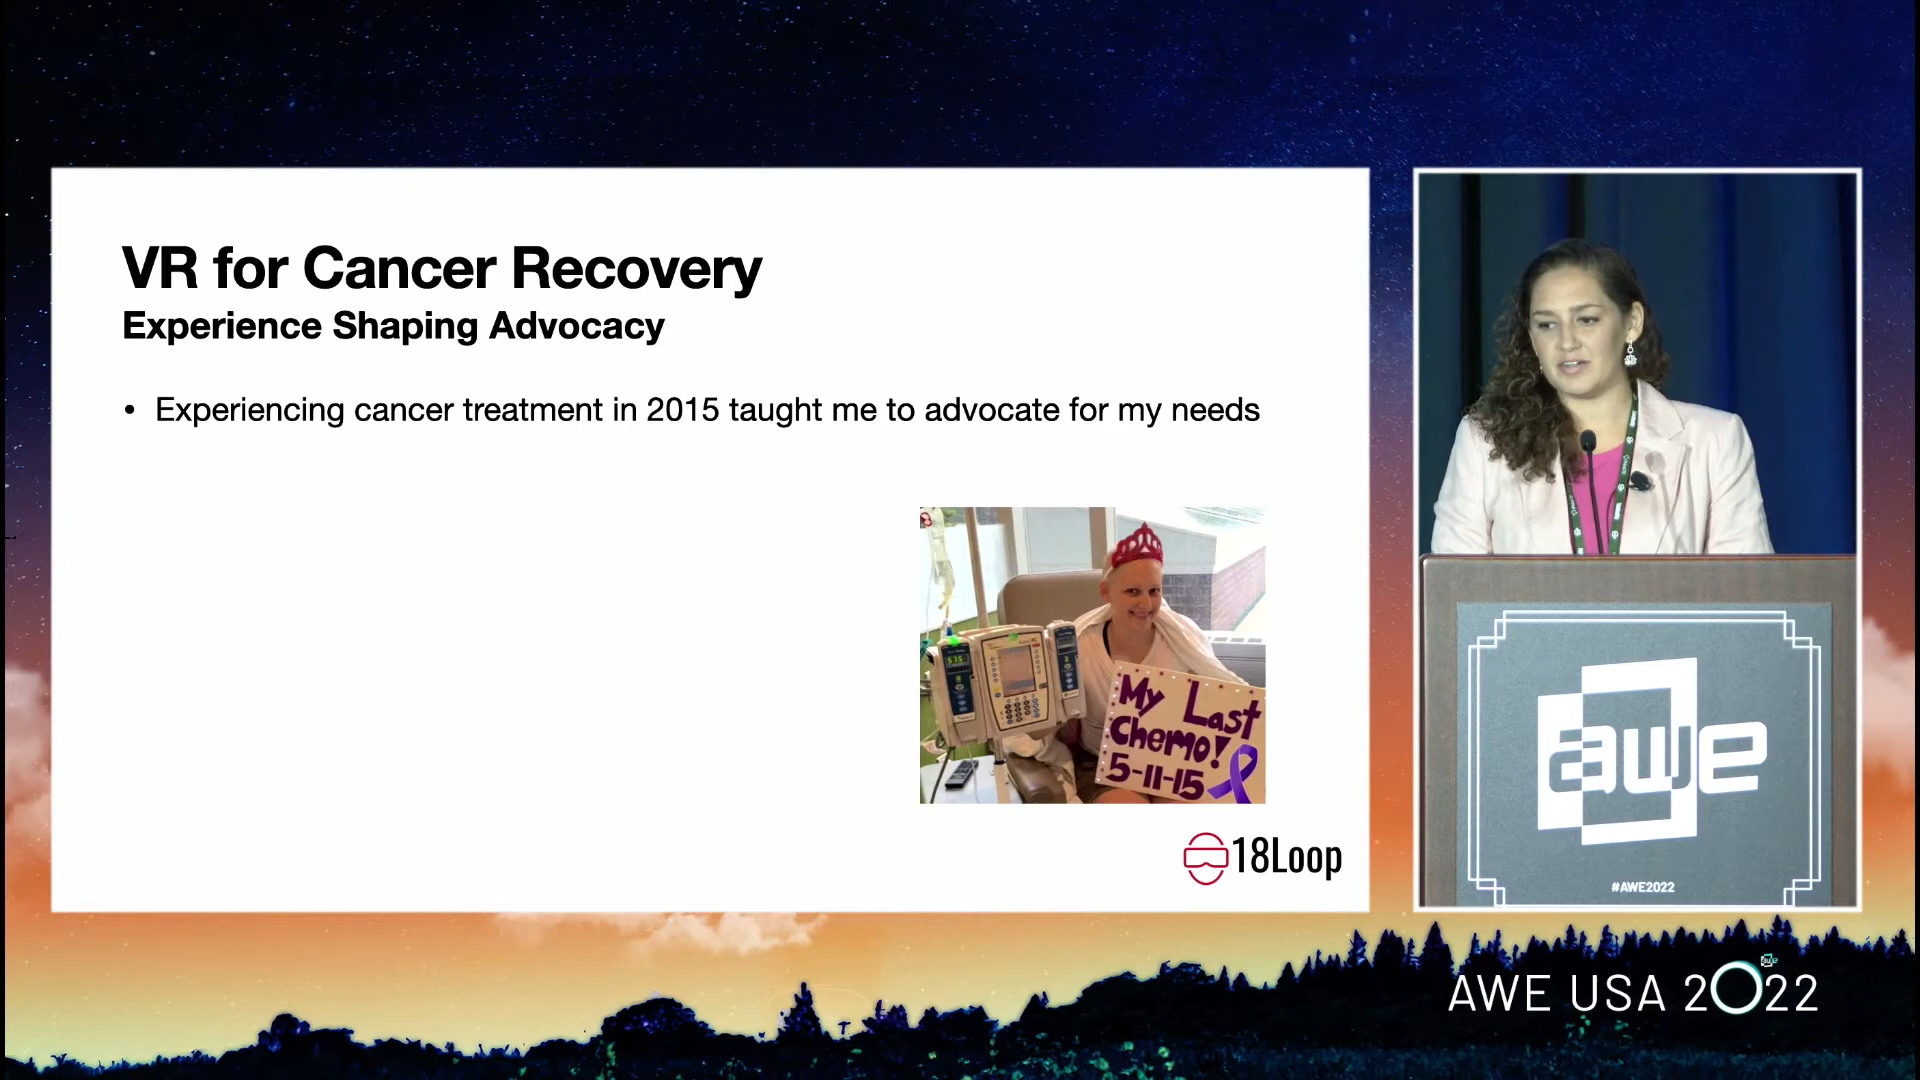 VR for Cancer Recovery
Experience Shaping Advocacy
• Experiencing cancer treatment in 2015 taught me to advocate for my needs
My Last
Chemo!
5-11-15
18Loop
awe
#AWE2022
AWE USA 2022